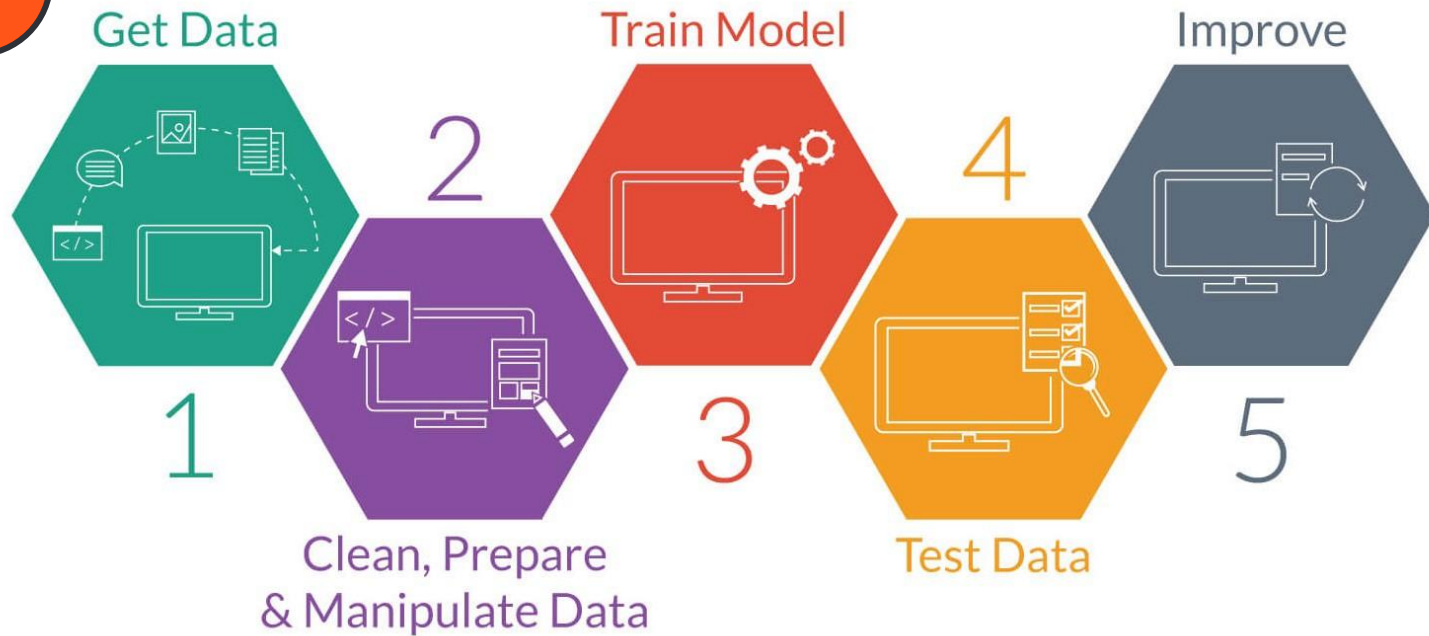 Get Data
1
2
Clean, Prepare
& Manipulate Data
Train Model
3
4
Test Data
Improve
5
</>
</>